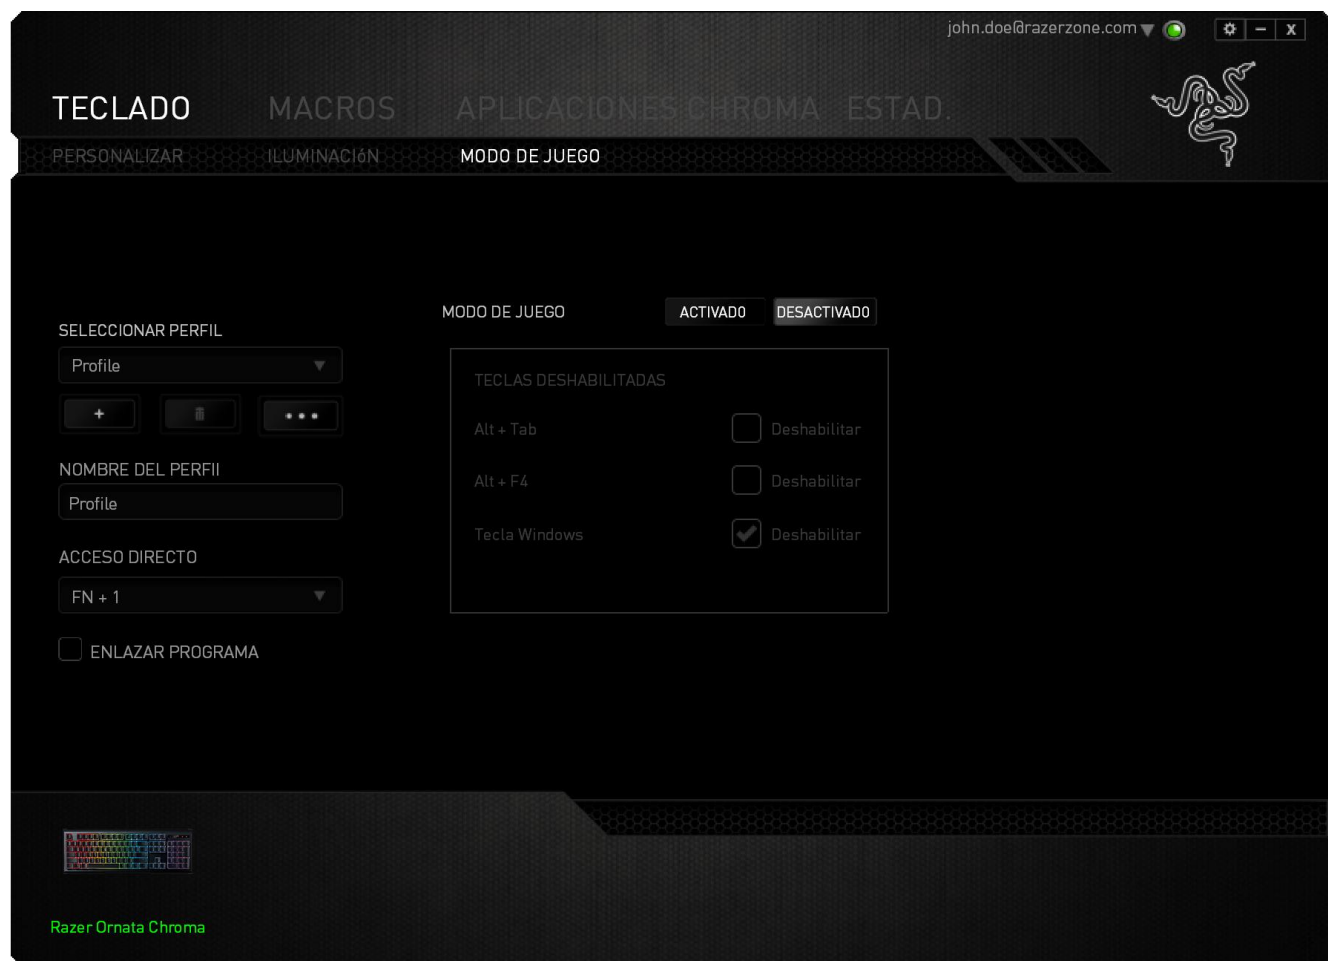 john.doe@razerzone.com
x
TECLADO MACROS APLICACIONES CHROMA ESTAD.
PERSONALIZAR ILUMINACIóN MODO DE JUEGO
MODO DE JUEGO ACTIVADO DESACTIVADO
SELECCIONAR PERFIL
Profile
TECLAS DESHABILITADAS
Alt + Tab Deshabilitar
NOMBRE DEL PERFIl
Alt + F4 Deshabilitar
Profile
Tecla Windows Deshabilitar
ACCESO DIRECTO
FN + 1
ENLAZAR PROGRAMA
Razer Ornata Chroma